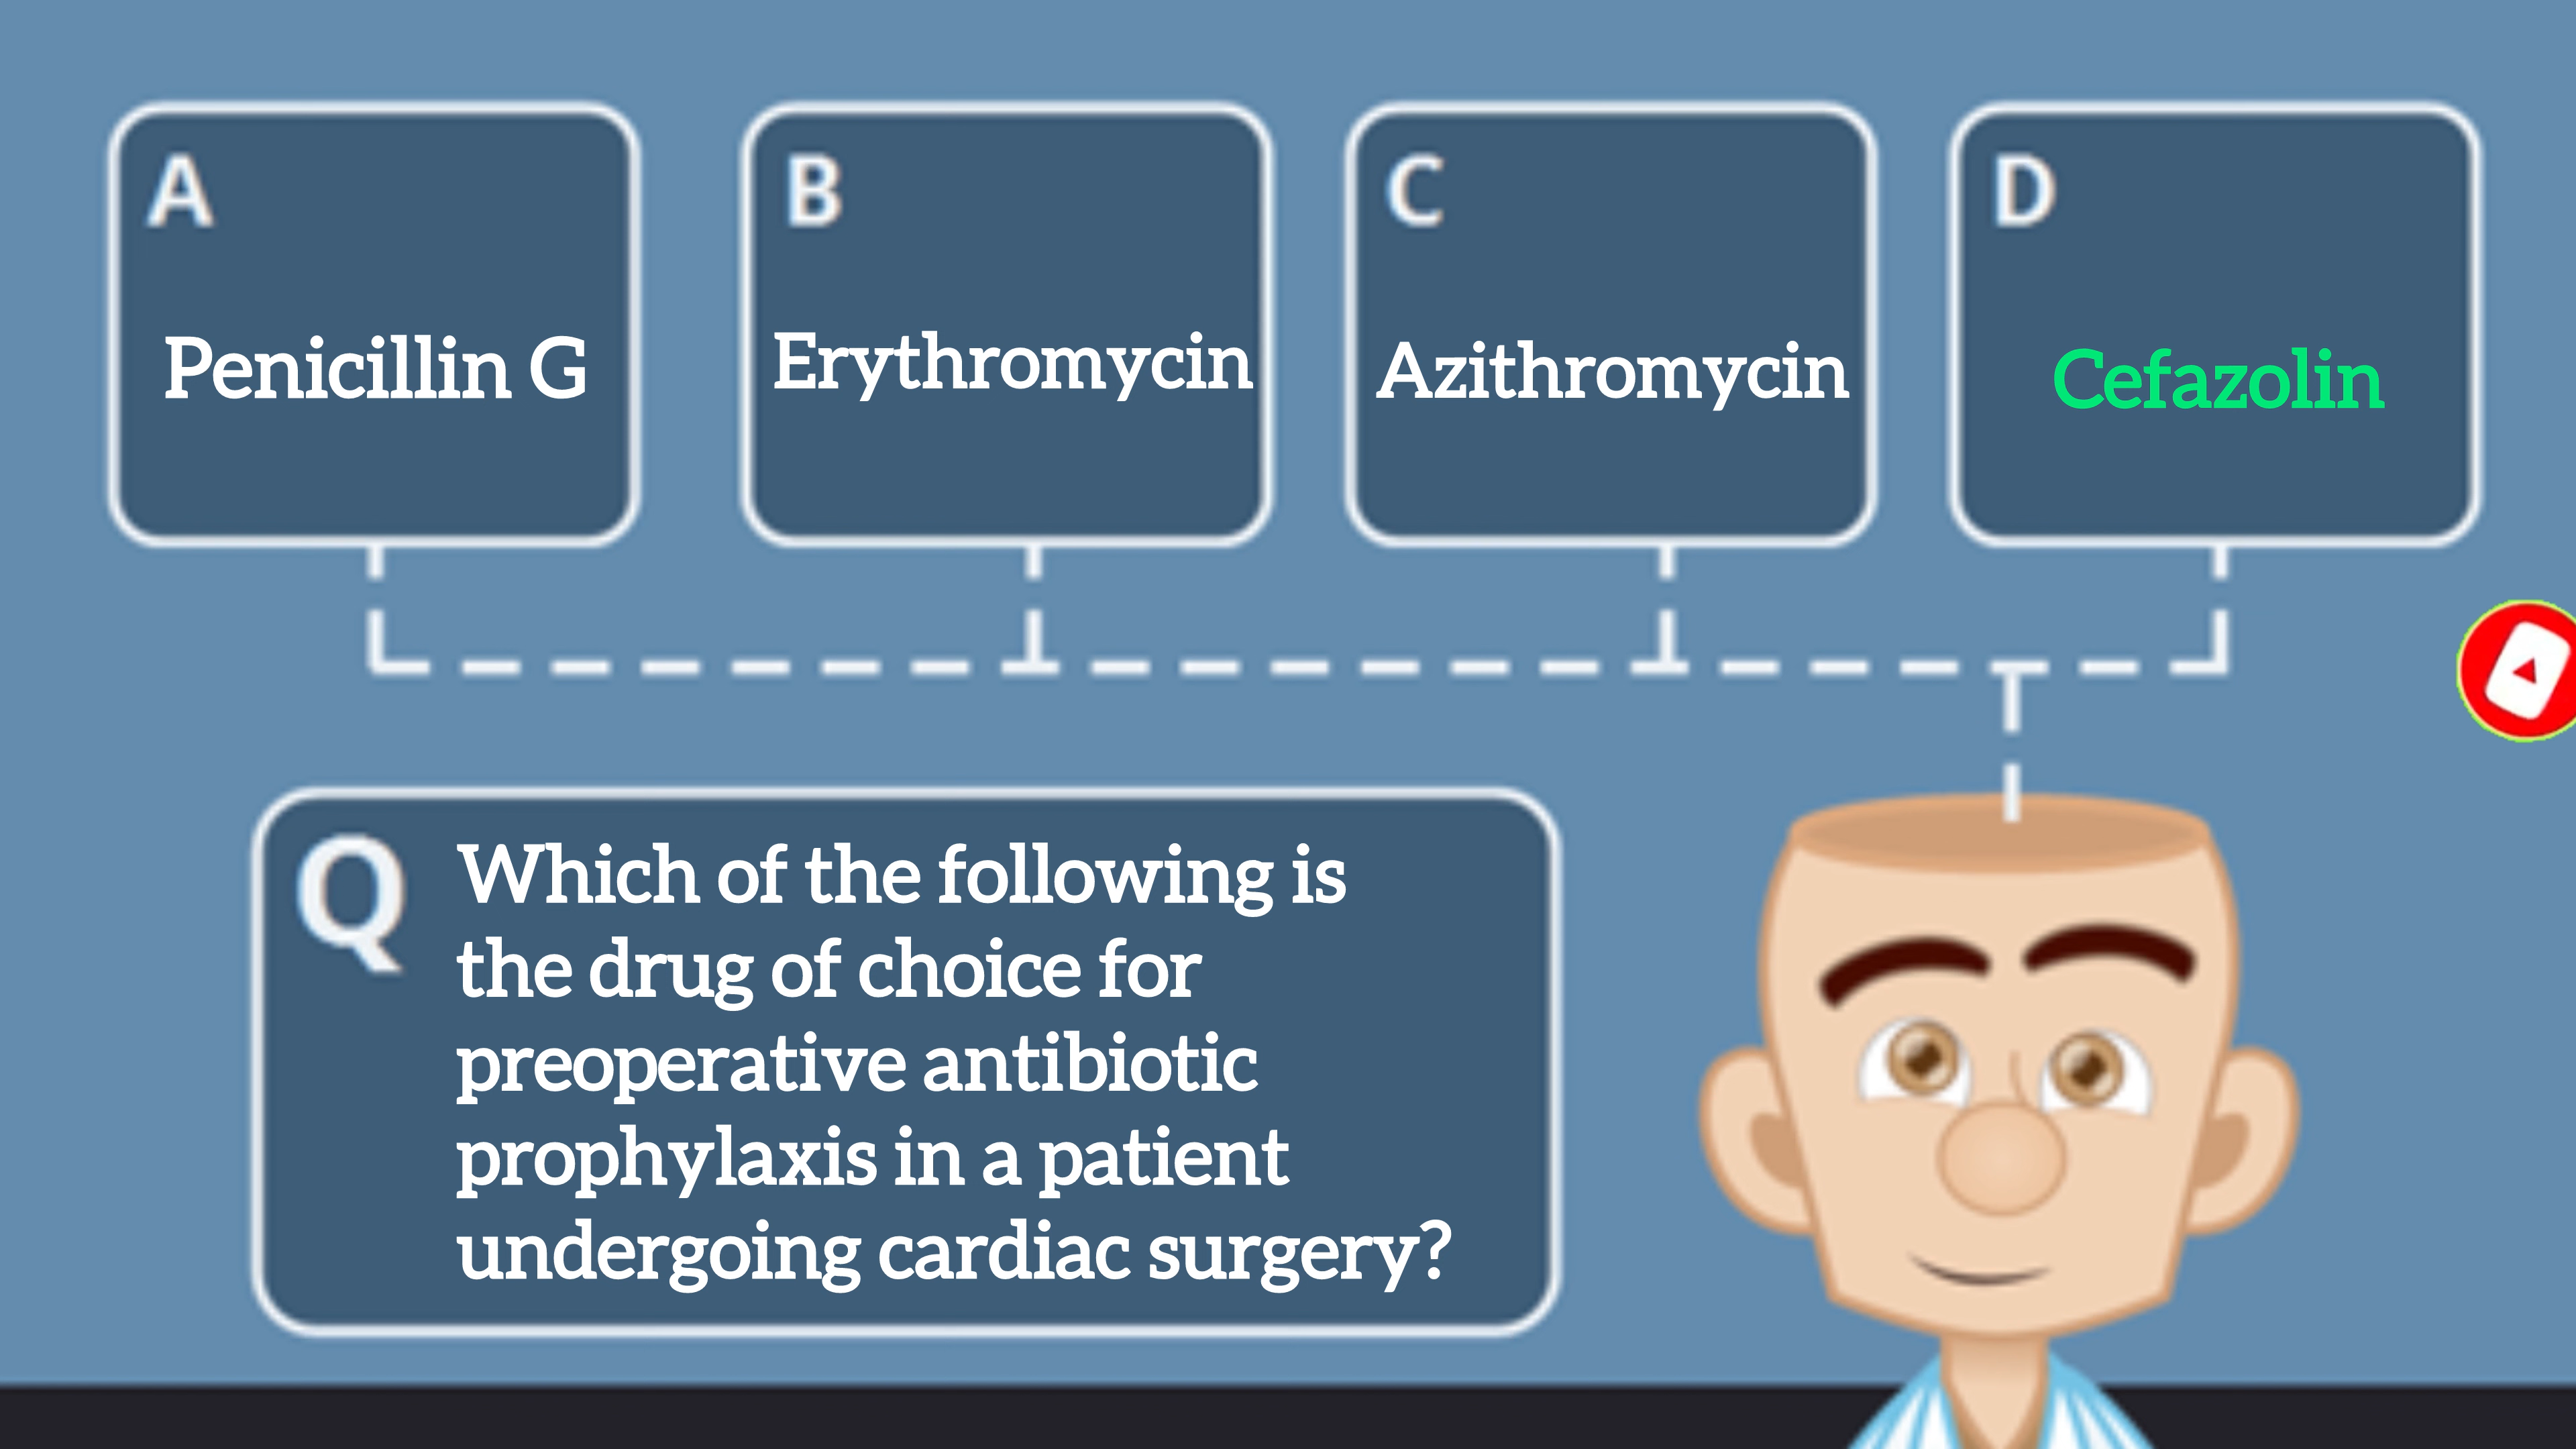 A
Penicillin G
B
Erythromycin
C
Azithromycin
D
Cefazolin
Q
Which of the following is
the drug of choice for
preoperative antibiotic
prophylaxis in a patient
undergoing cardiac surgery?